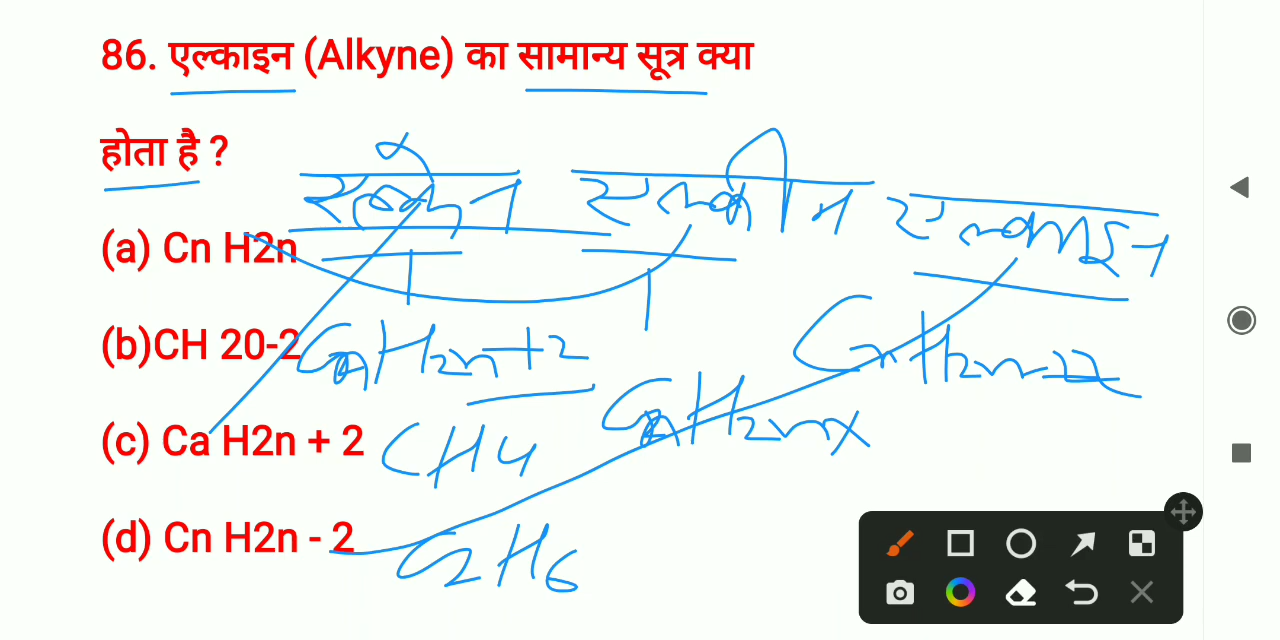 86. एल्काइन (Alkyne) का सामान्य सूत्र क्या
होता है ?
एल्केन एल्कीन एल्काइन
(a) Cn H2n
(b)CH 20-2 CnH2n+2 CnH2n-2
CnH2n
(c) Ca H2n + 2 CH4
(d) Cn H2n - 2 C2H6